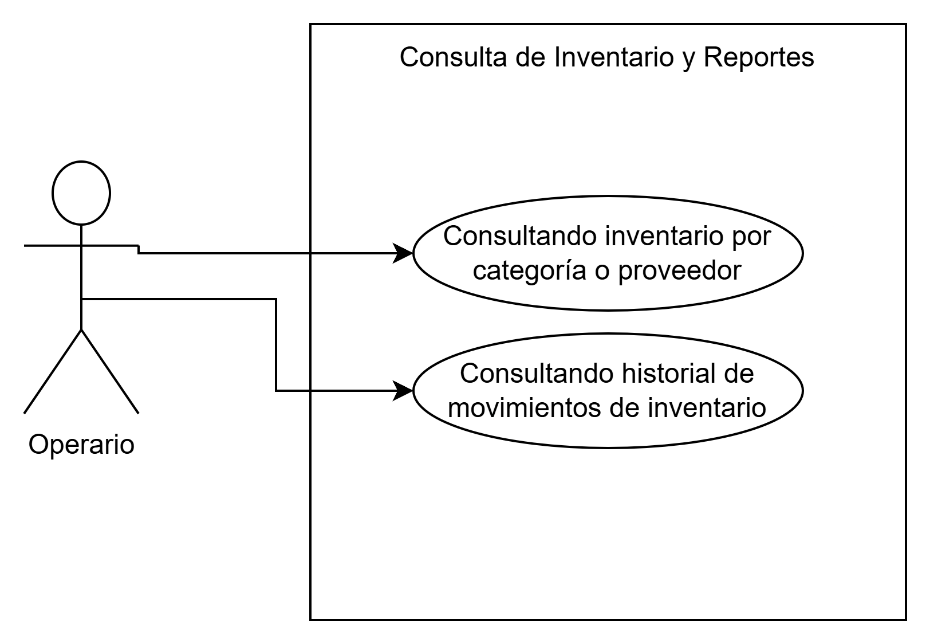 Consulta de Inventario y Reportes
Consultando inventario por
categoría o proveedor
Consultando historial de
movimientos de inventario
Operario